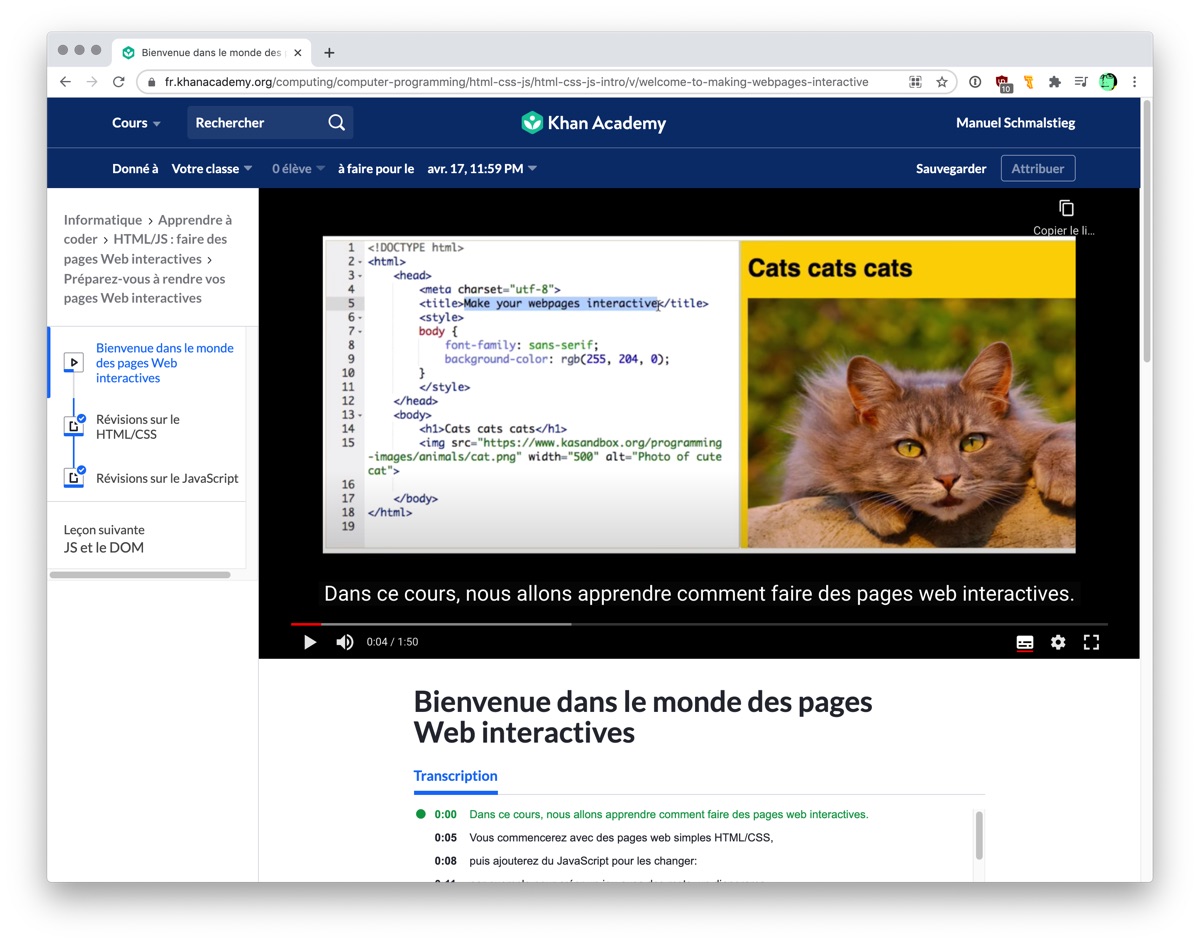 Bienvenue dans le monde des
fr.khanacademy.org/computing/computer-programming/html-css-js/html-css-js-intro/v/welcome-to-making-webpages-interactive
10
Cours
Rechercher
Khan Academy
Manuel Schmalstieg
Donné à Votre classe 0 élève à faire pour le avr. 17, 11:59 PM
Sauvegarder
Attribuer
Informatique › Apprendre à
coder › HTML/JS : faire des
pages Web interactives ›
Préparez-vous à rendre vos
pages Web interactives
Bienvenue dans le monde
des pages Web
interactives
Révisions sur le
HTML/CSS
Révisions sur le JavaScript
Leçon suivante
JS et le DOM
Copier le li...
1 <!DOCTYPE html>
2 <html>
3 <head>
4 <meta charset="utf-8">
5 <title>Make your webpages interactive</title>
6 <style>
7 body {
8 font-family: sans-serif;
9 background-color: rgb(255, 204, 0);
10 }
11 </style>
12 </head>
13 <body>
14 <h1>Cats cats cats</h1>
15 <img src="https://www.kasandbox.org/programming
-images/animals/cat.png" width="500" alt="Photo of cute
cat">
16
17 </body>
18 </html>
19
Cats cats cats
Dans ce cours, nous allons apprendre comment faire des pages web interactives.
0:04 / 1:50
Bienvenue dans le monde des pages
Web interactives
Transcription
0:00 Dans ce cours, nous allons apprendre comment faire des pages web interactives.
0:05 Vous commencerez avec des pages web simples HTML/CSS,
0:08 puis ajouterez du JavaScript pour les changer: